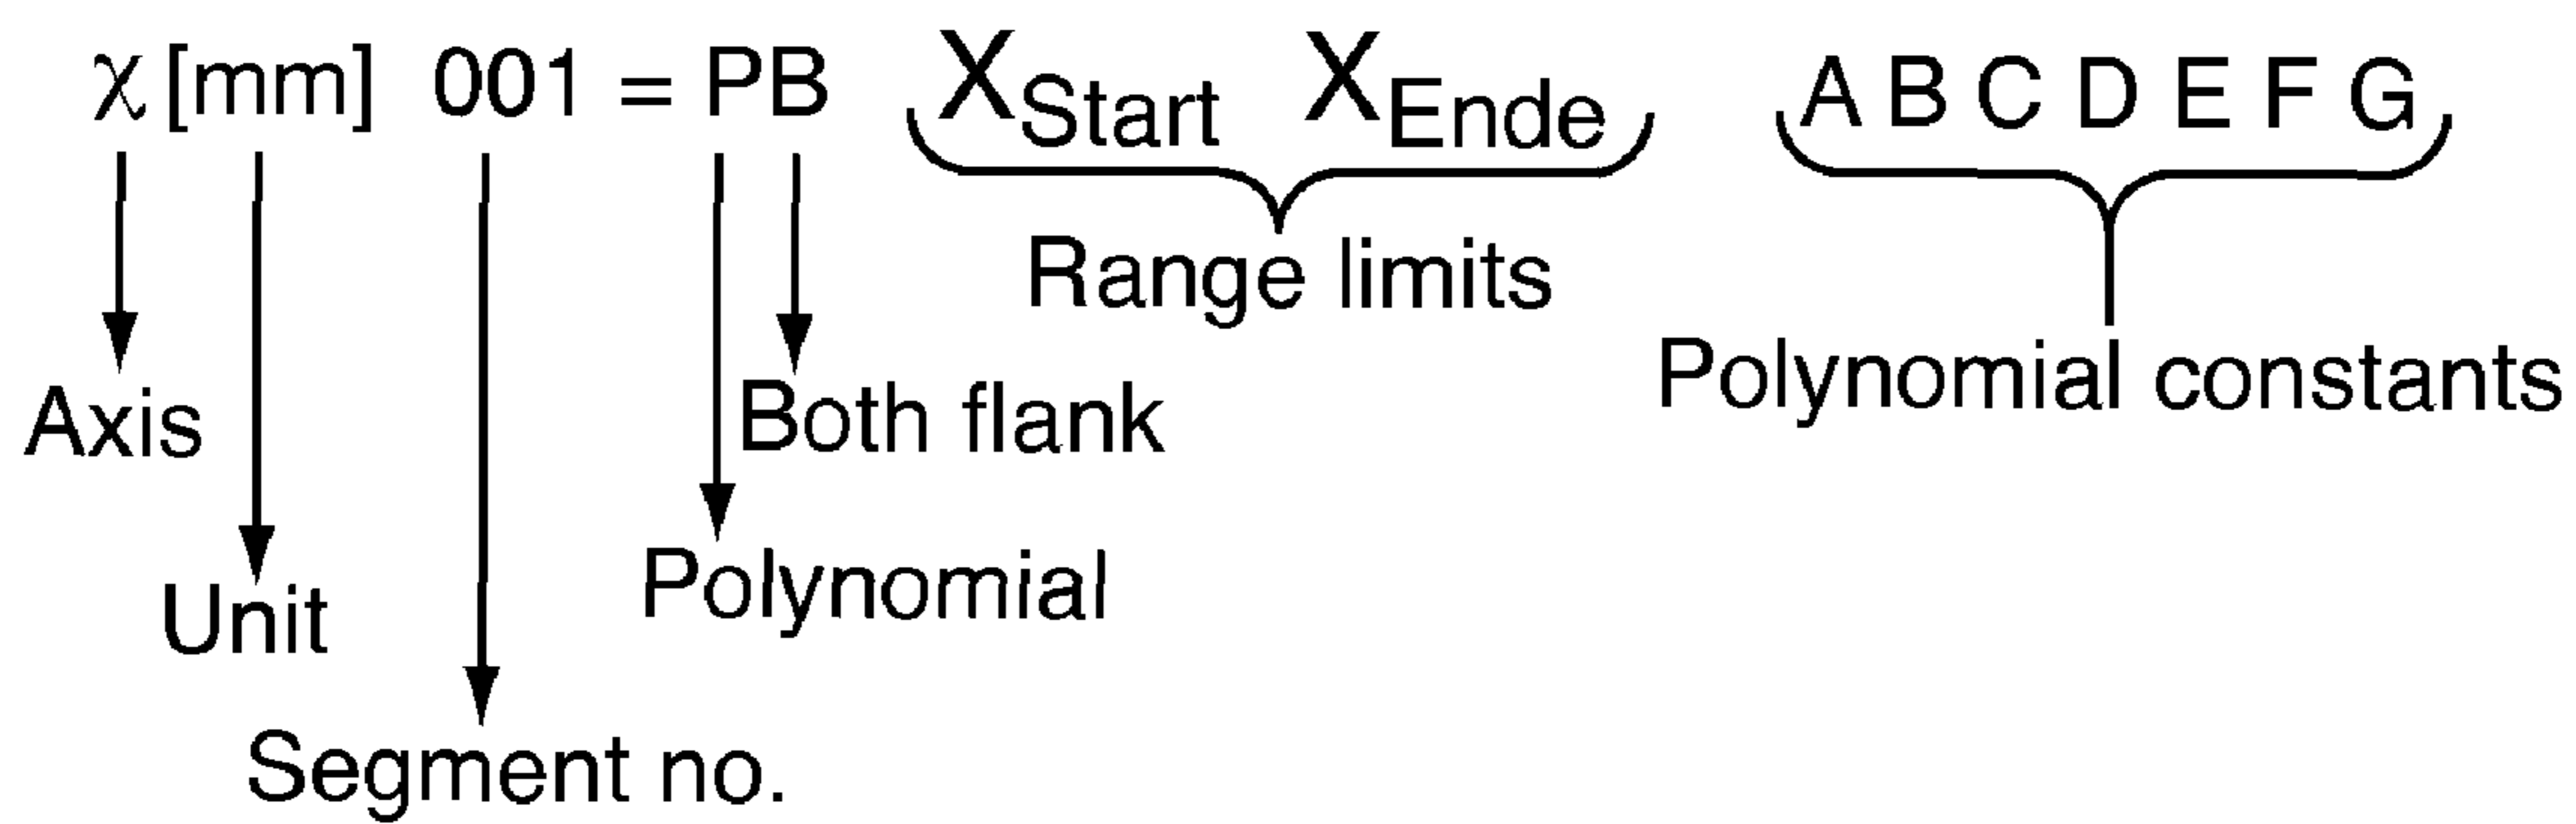 χ [mm] 001 = PB XStart XEnde A B C D E F G
Range limits
Polynomial constants
Axis
Both flank
Unit
Polynomial
Segment no.